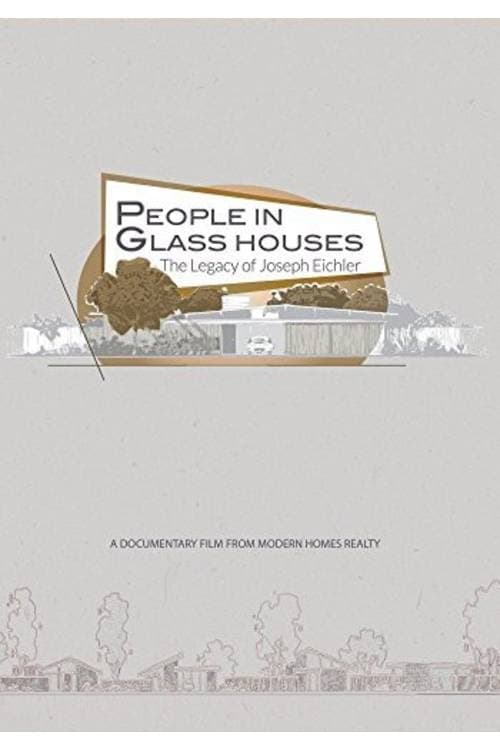 PEOPLE IN
GLASS HOUSES
The Legacy of Joseph Eichler
A DOCUMENTARY FILM FROM MODERN HOMES REALTY